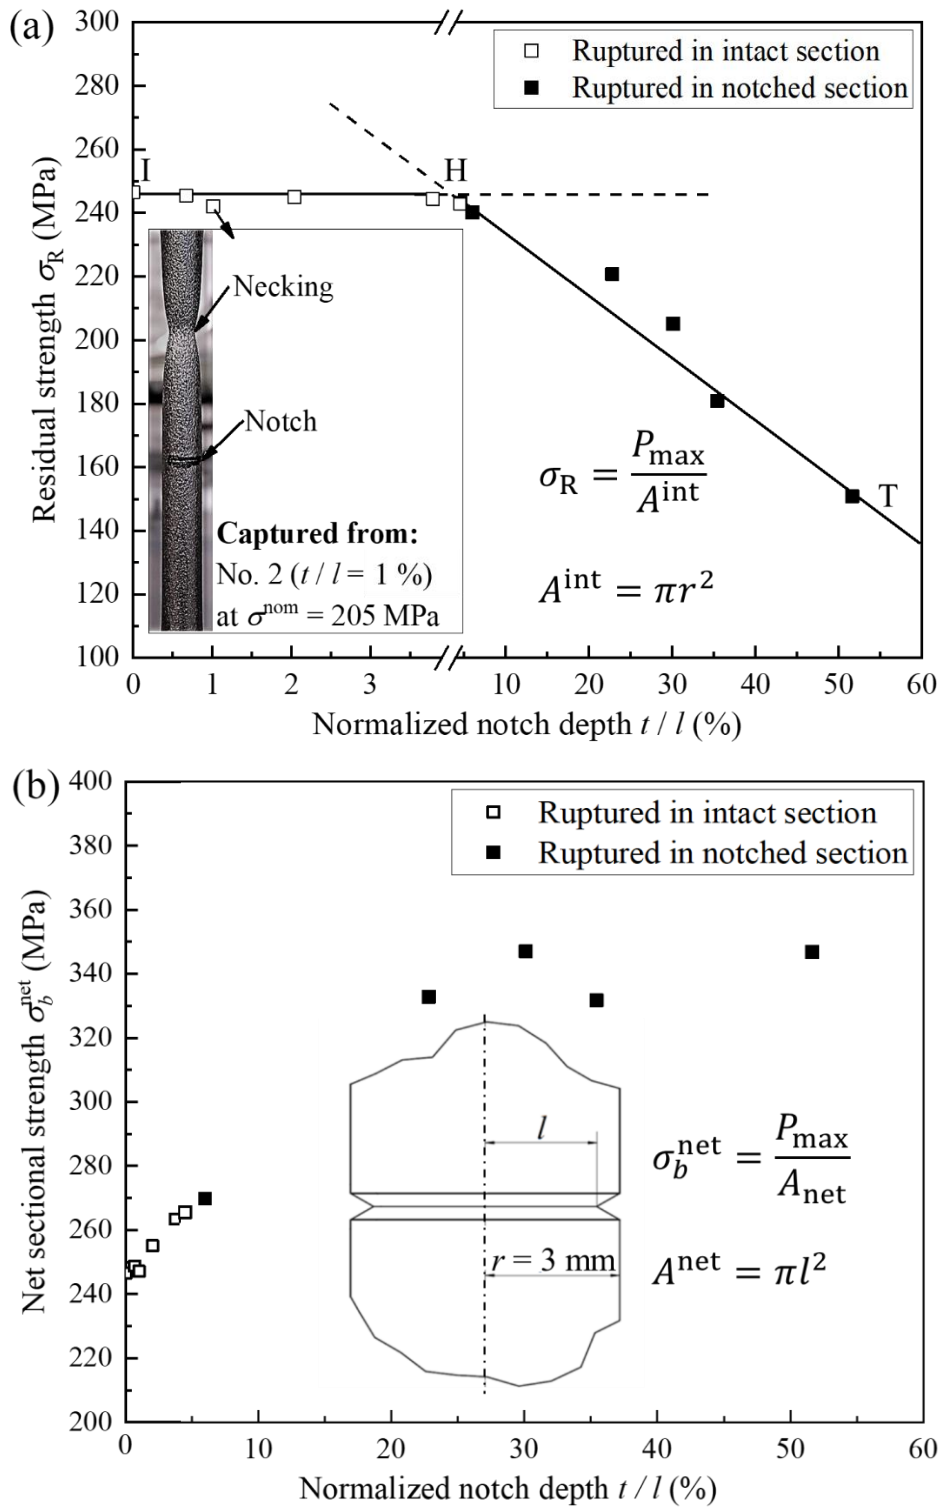 (a)
300
280
260
240
220
200
180
160
140
120
100
Residual strength σR (MPa)
Ruptured in intact section
Ruptured in notched section
I
H
T
Necking
Notch
Captured from:
No. 2 (t / l = 1 %)
at σnom = 205 MPa
σR = Pmax / Aint
Aint = πr2
0 1 2 3 10 20 30 40 50 60
Normalized notch depth t / l (%)
(b)
400
380
360
340
320
300
270
260
240
220
200
Net sectional strength σbnet (MPa)
Ruptured in intact section
Ruptured in notched section
l
r = 3 mm
σbnet = Pmax / Anet
Anet = πl2
0 10 20 30 40 50 60
Normalized notch depth t / l (%)